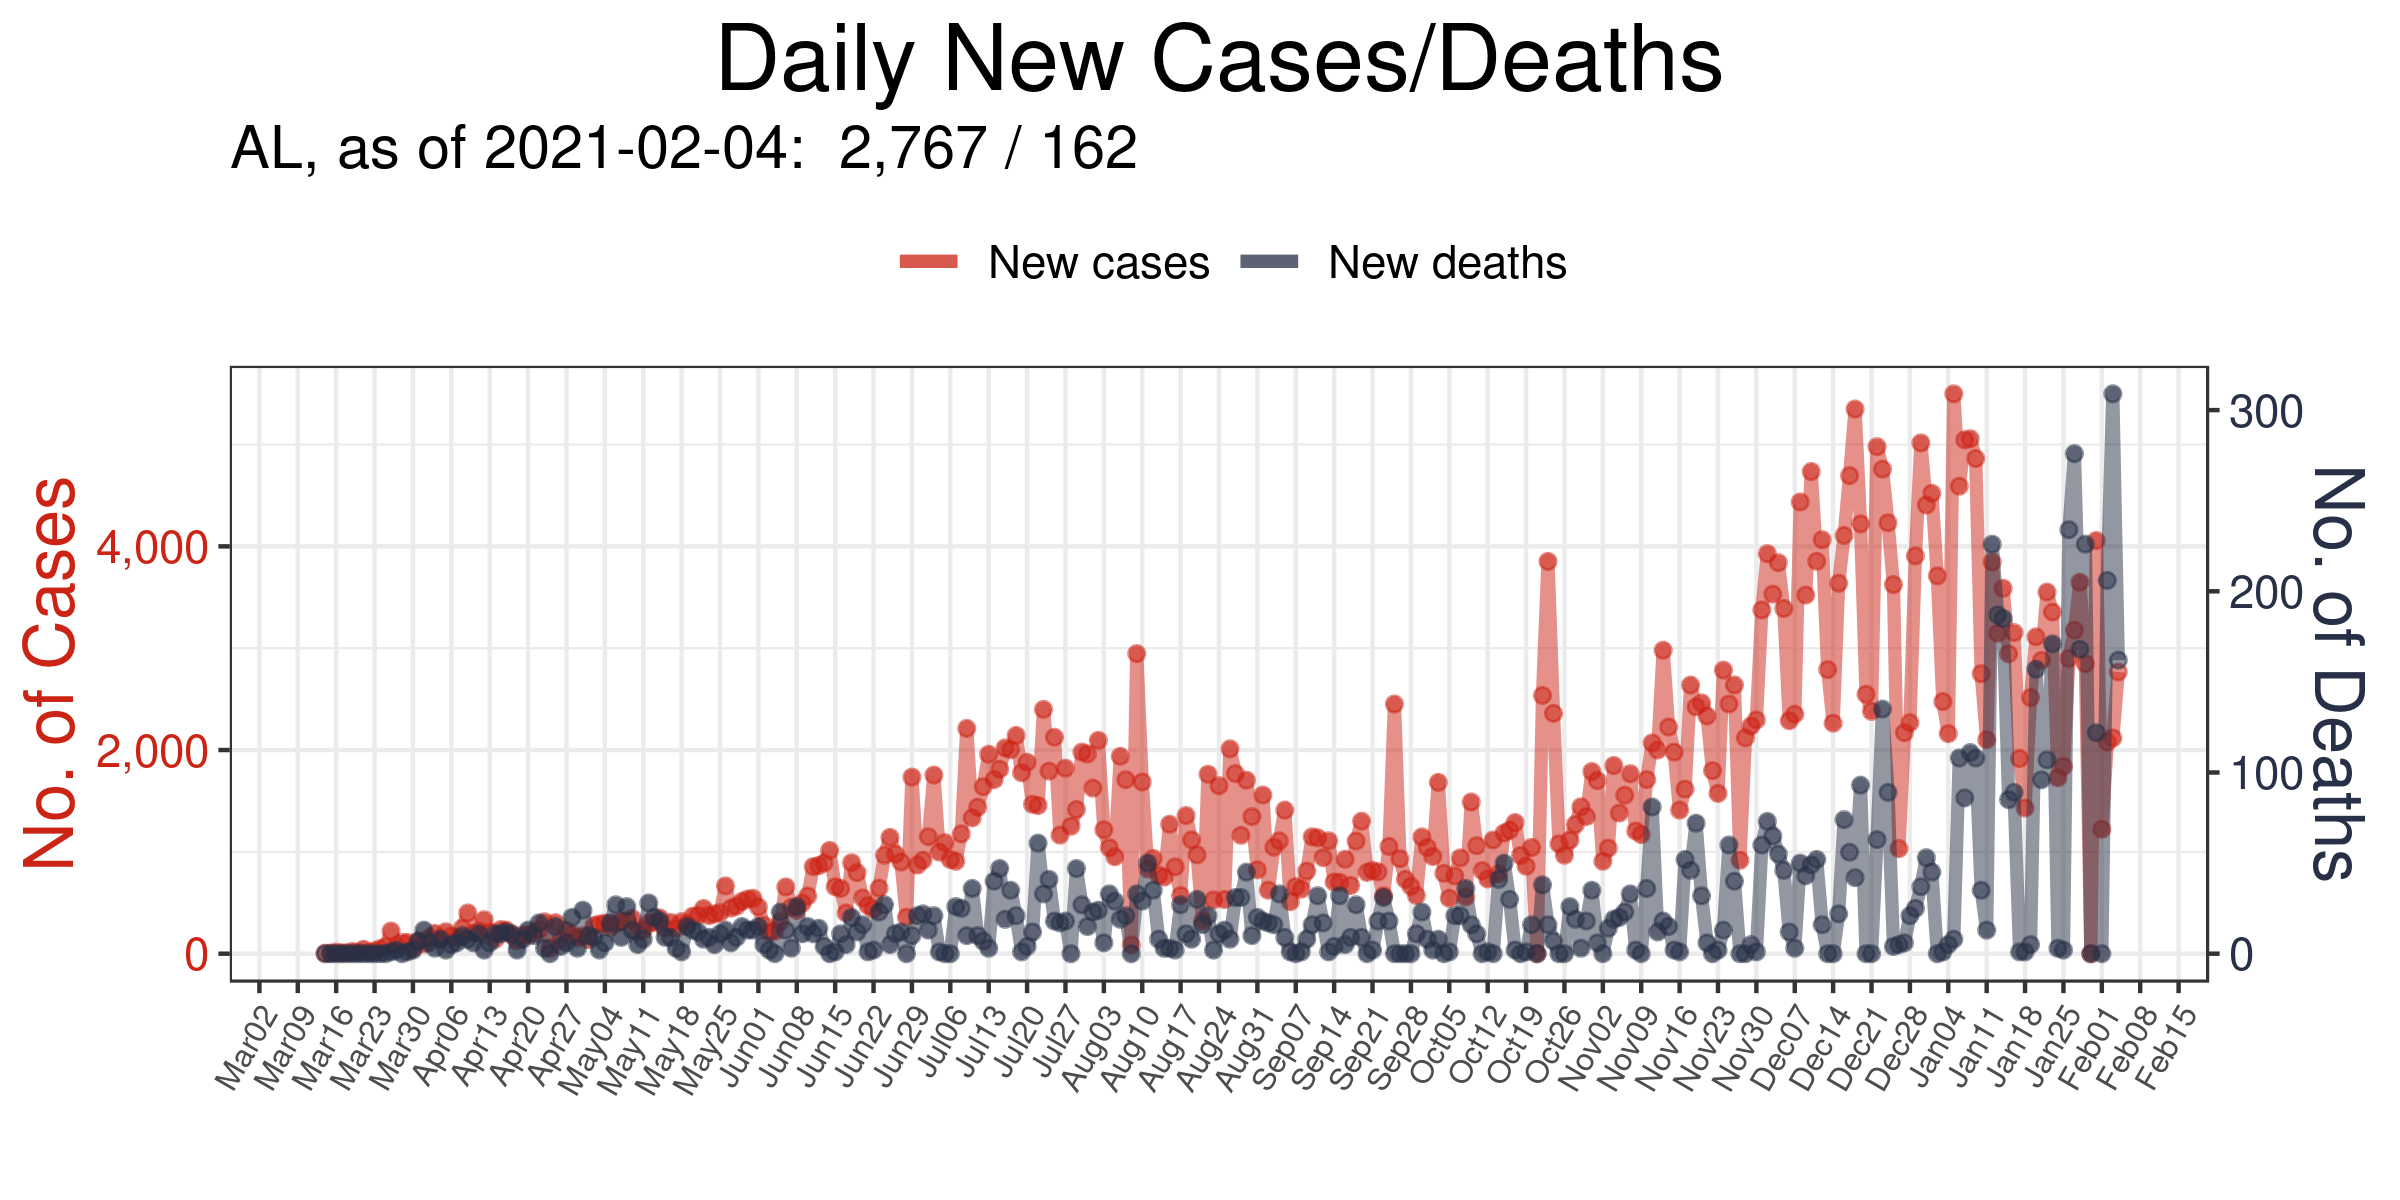 Daily New Cases/Deaths
AL, as of 2021-02-04:  2,767 / 162
New cases
New deaths
No. of Cases
4,000
2,000
0
300
200
100
0
No. of Deaths
Mar02
Mar09
Mar16
Mar23
Mar30
Apr06
Apr13
Apr20
Apr27
May04
May11
May18
May25
Jun01
Jun08
Jun15
Jun22
Jun29
Jul06
Jul13
Jul20
Jul27
Aug03
Aug10
Aug17
Aug24
Aug31
Sep07
Sep14
Sep21
Sep28
Oct05
Oct12
Oct19
Oct26
Nov02
Nov09
Nov16
Nov23
Nov30
Dec07
Dec14
Dec21
Dec28
Jan04
Jan11
Jan18
Jan25
Feb01
Feb08
Feb15